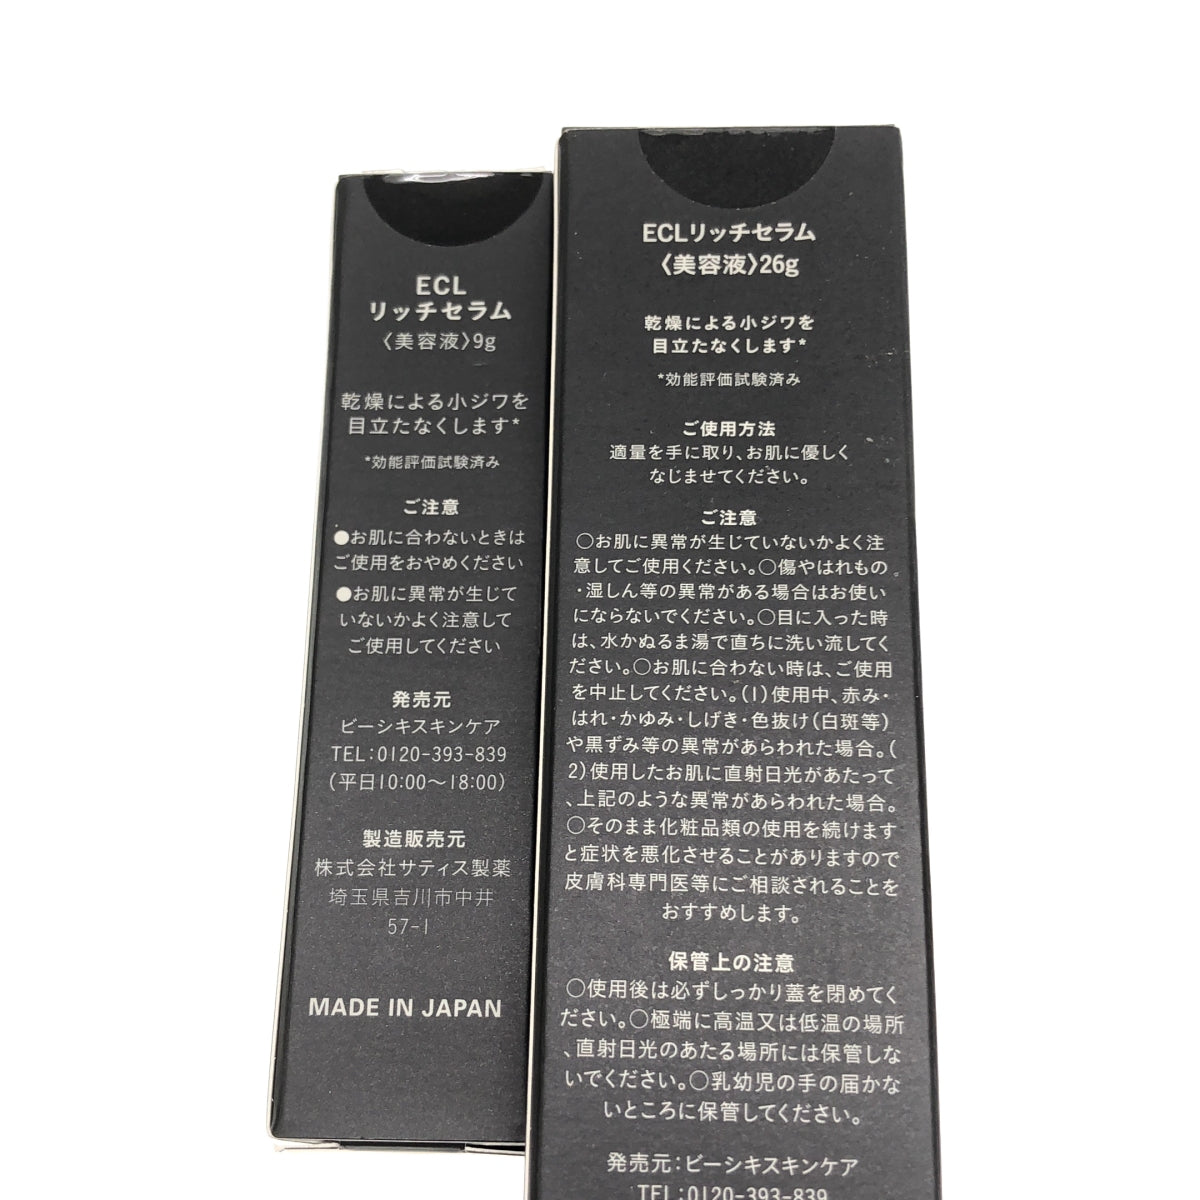 ECL
リッチセラム
〈美容液〉9g
乾燥による小ジワを
目立たなくします*
*効能評価試験済み
ご注意
●お肌に合わないときは
ご使用をおやめください
●お肌に異常が生じて
いないかよく注意して
ご使用してください
発売元
ビーシキスキンケア
TEL:0120-393-839
(平日10:00～18:00)
製造販売元
株式会社サティス製薬
埼玉県吉川市中井
57-1
MADE IN JAPAN
ECLリッチセラム
〈美容液〉26g
乾燥による小ジワを
目立たなくします*
*効能評価試験済み
ご使用方法
適量を手に取り、お肌に優しく
なじませてください。
ご注意
○お肌に異常が生じていないかよく注
意してご使用ください。○傷やはれもの
・湿しん等の異常がある場合はお使い
にならないでください。○目に入った時
は、水かぬるま湯で直ちに洗い流してく
ださい。○お肌に合わない時は、ご使用
を中止してください。(1)使用中、赤み・
はれ・かゆみ・しげき・色抜け(白斑等)
や黒ずみ等の異常があらわれた場合。(
2)使用したお肌に直射日光があたって
、上記のような異常があらわれた場合。
○そのまま化粧品類の使用を続けます
と症状を悪化させることがありますので
皮膚科専門医等にご相談されることを
おすすめします。
保管上の注意
○使用後は必ずしっかり蓋を閉めてく
ださい。○極端に高温又は低温の場所
、直射日光のあたる場所には保管しな
いでください。○乳幼児の手の届かな
いところに保管してください。
発売元:ビーシキスキンケア
TEL:0120-393-839